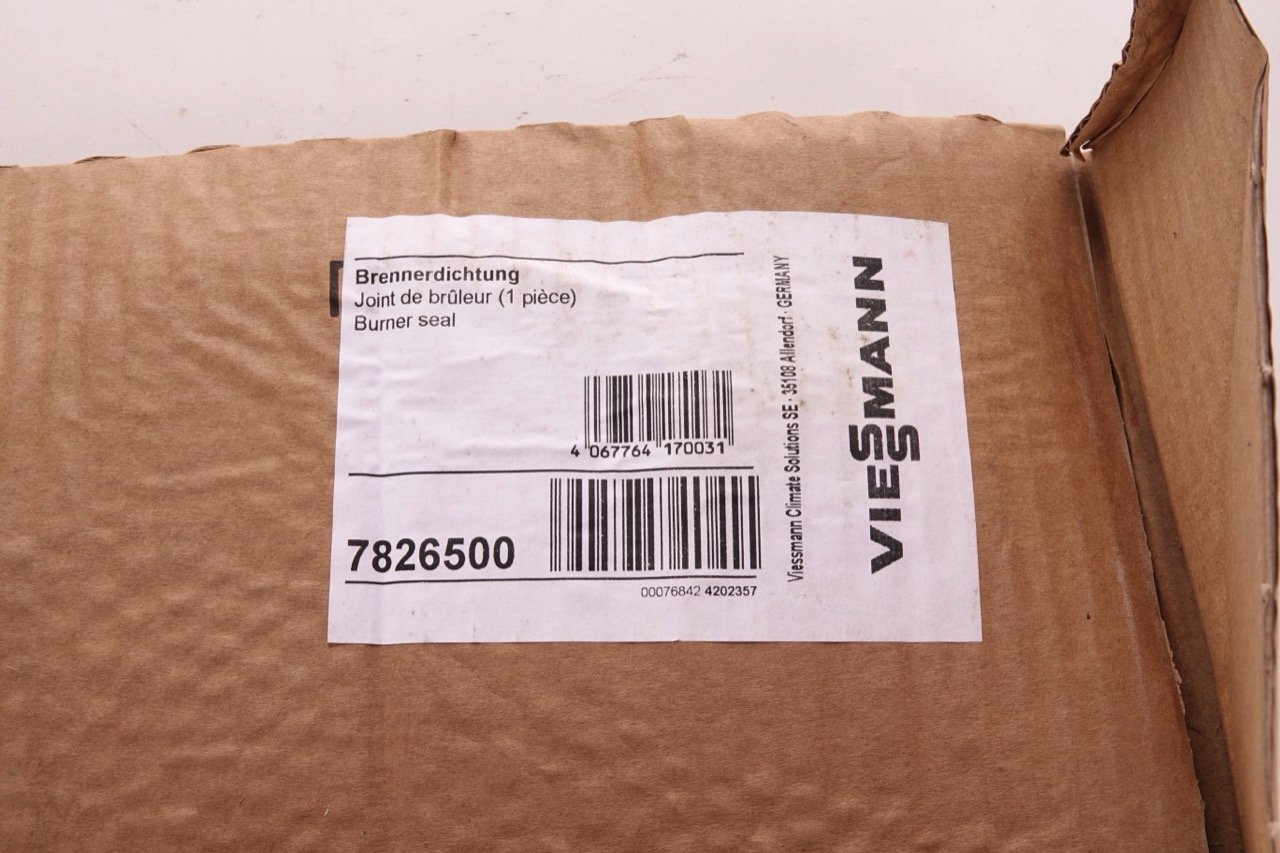 Brennerdichtung
Joint de brûleur (1 pièce)
Burner seal
4 067764 170031
7826500
00076842 4202357
Viessmann Climate Solutions SE · 35108 Allendorf · GERMANY
VIESSMANN